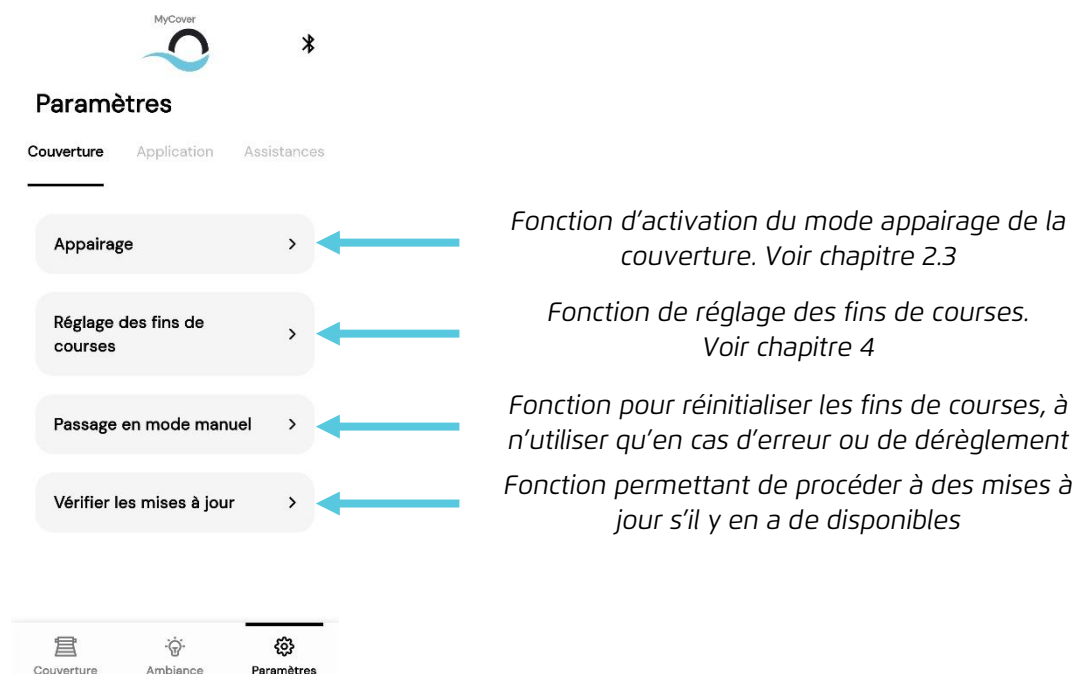 MyCover
Paramètres
Couverture Application Assistances
Appairage
Fonction d'activation du mode appairage de la
couverture. Voir chapitre 2.3
Réglage des fins de
courses
Fonction de réglage des fins de courses.
Voir chapitre 4
Passage en mode manuel
Fonction pour réinitialiser les fins de courses, à
n'utiliser qu'en cas d'erreur ou de dérèglement
Vérifier les mises à jour
Fonction permettant de procéder à des mises à
jour s'il y en a de disponibles
Couverture Ambiance Paramètres